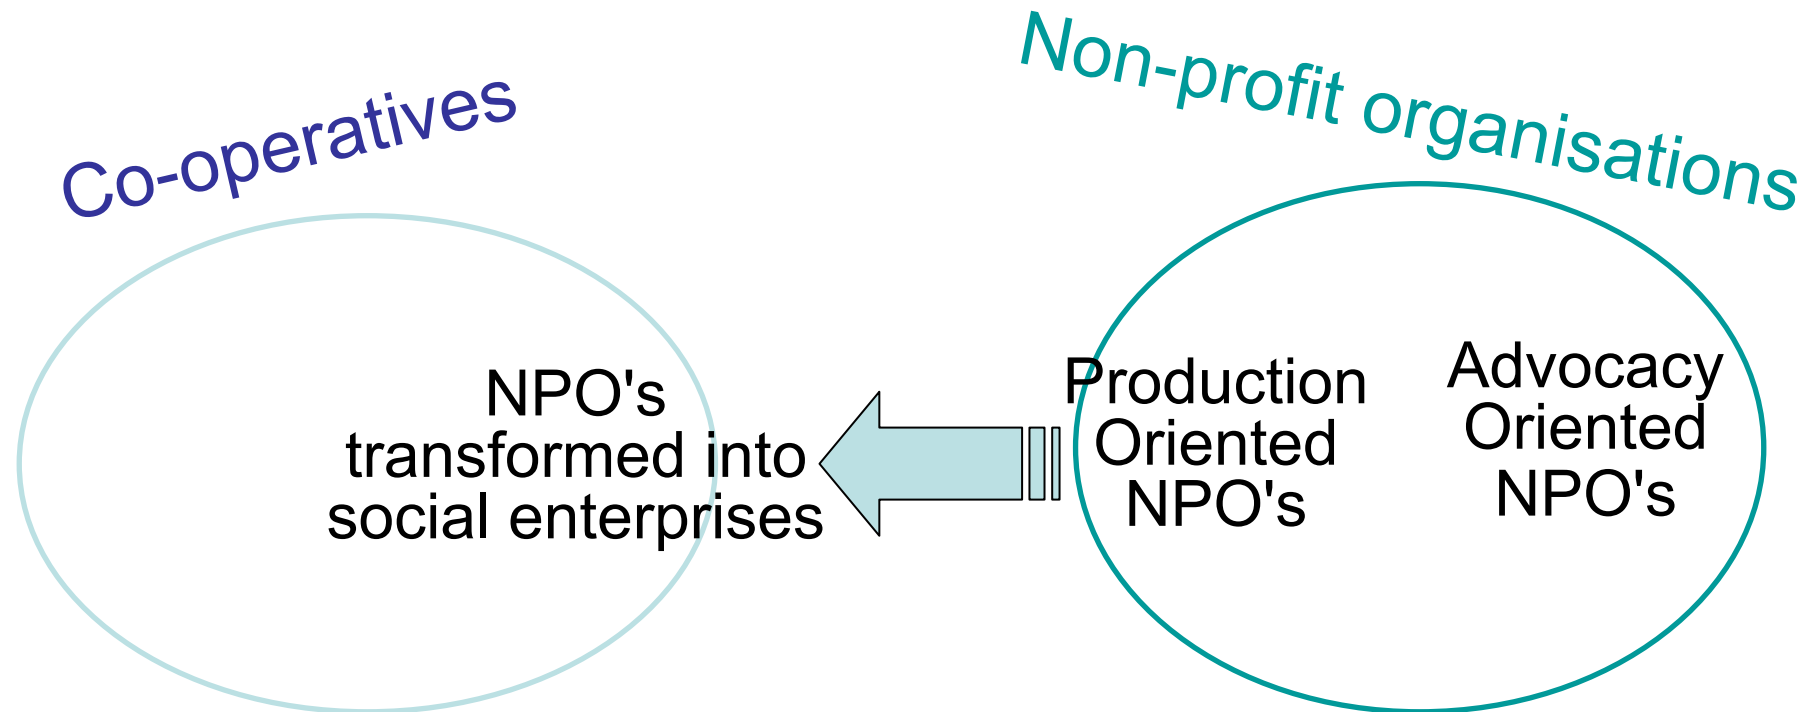 Co-operatives
Non-profit organisations
NPO's
transformed into
social enterprises
Production
Oriented
NPO's
Advocacy
Oriented
NPO's